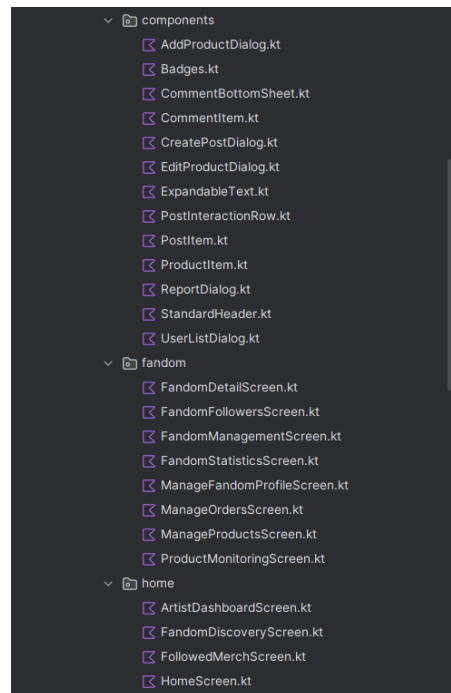 components
AddProductDialog.kt
Badges.kt
CommentBottomSheet.kt
CommentItem.kt
CreatePostDialog.kt
EditProductDialog.kt
ExpandableText.kt
PostInteractionRow.kt
PostItem.kt
ProductItem.kt
ReportDialog.kt
StandardHeader.kt
UserListDialog.kt
fandom
FandomDetailScreen.kt
FandomFollowersScreen.kt
FandomManagementScreen.kt
FandomStatisticsScreen.kt
ManageFandomProfileScreen.kt
ManageOrdersScreen.kt
ManageProductsScreen.kt
ProductMonitoringScreen.kt
home
ArtistDashboardScreen.kt
FandomDiscoveryScreen.kt
FollowedMerchScreen.kt
HomeScreen.kt